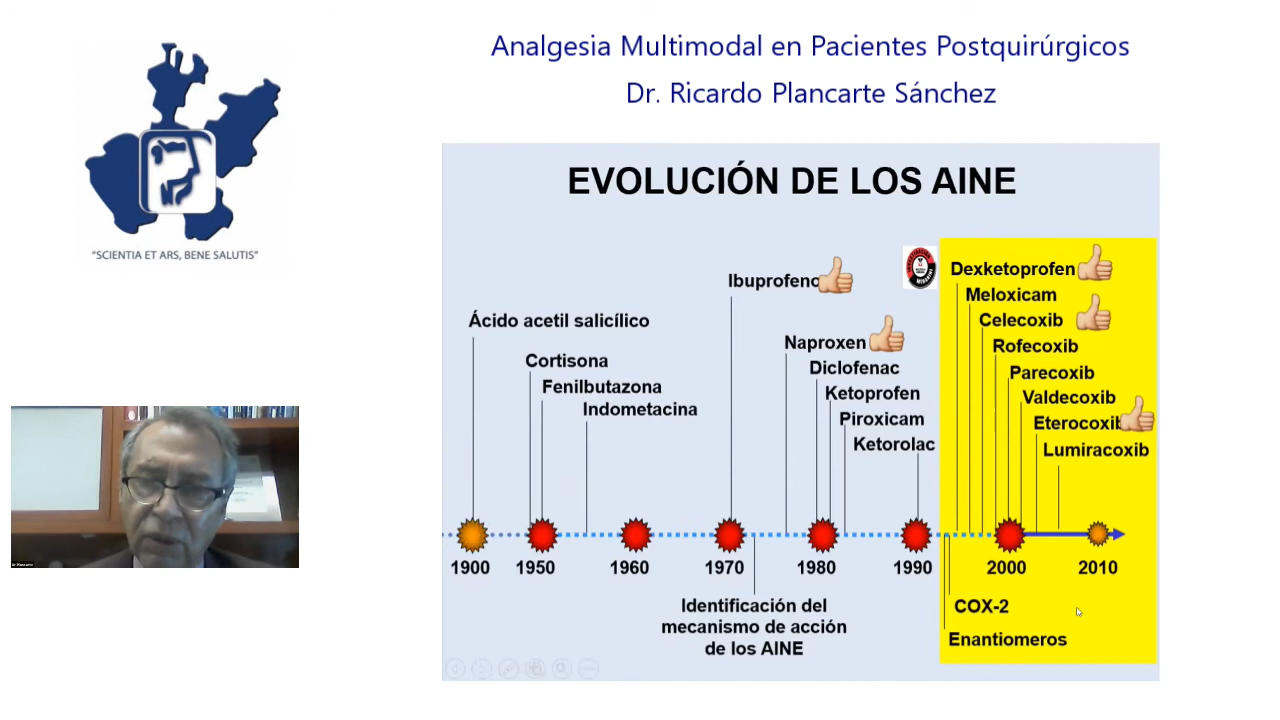 Analgesia Multimodal en Pacientes Postquirúrgicos
Dr. Ricardo Plancarte Sánchez
"SCIENTIA ET ARS, BENE SALUTIS"
EVOLUCIÓN DE LOS AINE
Ácido acetil salicílico
Cortisona
Fenilbutazona
Indometacina
Ibuprofeno
Naproxen
Diclofenac
Ketoprofen
Piroxicam
Ketorolac
Dexketoprofen
Meloxicam
Celecoxib
Rofecoxib
Parecoxib
Valdecoxib
Eterocoxib
Lumiracoxib
1900 1950 1960 1970 1980 1990 2000 2010
Identificación del
mecanismo de acción
de los AINE
COX-2
Enantiomeros